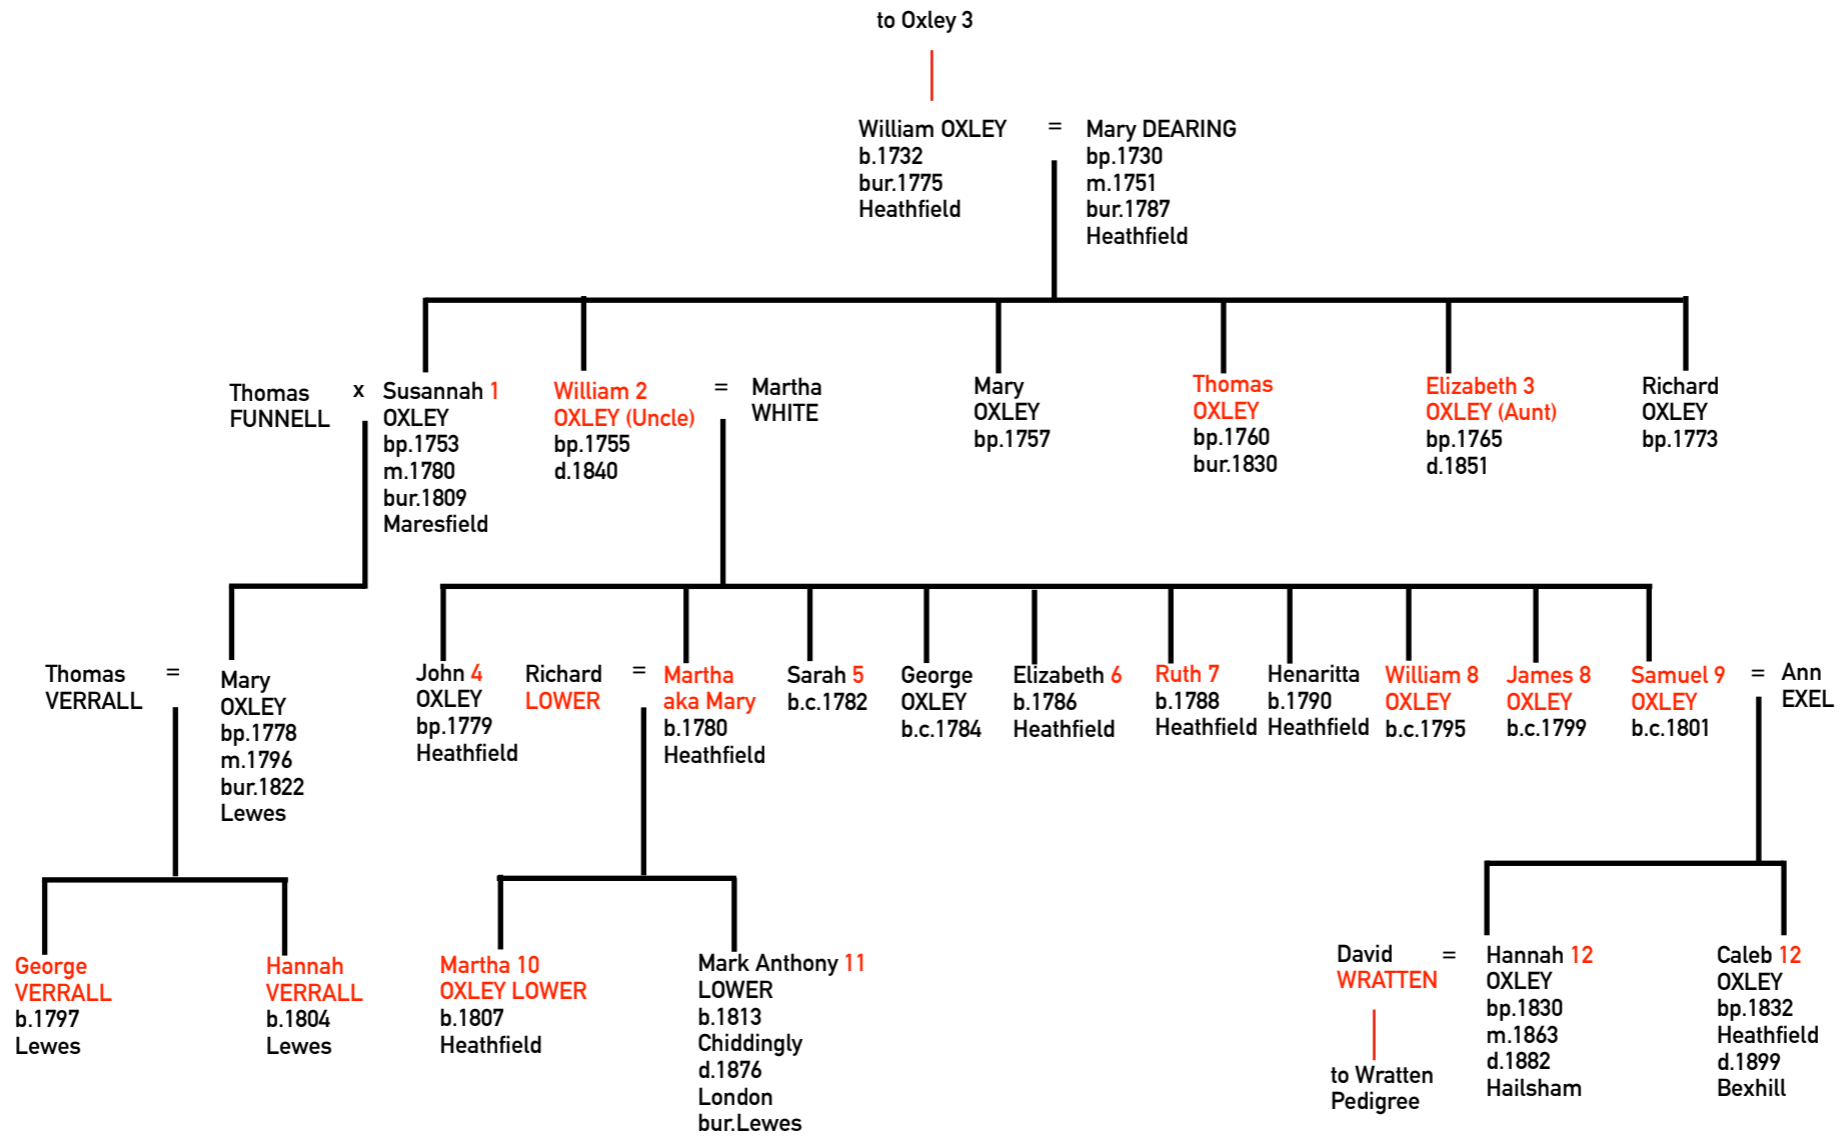 to Oxley 3
William OXLEY
b.1732
bur.1775
Heathfield
=
Mary DEARING
bp.1730
m.1751
bur.1787
Heathfield
Thomas
FUNNELL
x
Susannah 1
OXLEY
bp.1753
m.1780
bur.1809
Maresfield
William 2
OXLEY (Uncle)
bp.1755
d.1840
=
Martha
WHITE
Mary
OXLEY
bp.1757
Thomas
OXLEY
bp.1760
bur.1830
Elizabeth 3
OXLEY (Aunt)
bp.1765
d.1851
Richard
OXLEY
bp.1773
Thomas
VERRALL
=
Mary
OXLEY
bp.1778
m.1796
bur.1822
Lewes
John 4
OXLEY
bp.1779
Heathfield
Richard
LOWER
=
Martha
aka Mary
b.1780
Heathfield
Sarah 5
b.c.1782
George
OXLEY
b.c.1784
Elizabeth 6
b.1786
Heathfield
Ruth 7
b.1788
Heathfield
Henaritta
b.1790
Heathfield
William 8
OXLEY
b.c.1795
James 8
OXLEY
b.c.1799
Samuel 9
OXLEY
b.c.1801
=
Ann
EXEL
George
VERRALL
b.1797
Lewes
Hannah
VERRALL
b.1804
Lewes
Martha 10
OXLEY LOWER
b.1807
Heathfield
Mark Anthony 11
LOWER
b.1813
Chiddingly
d.1876
London
bur.Lewes
David
WRATTEN
=
to Wratten
Pedigree
Hannah 12
OXLEY
bp.1830
m.1863
d.1882
Hailsham
Caleb 12
OXLEY
bp.1832
Heathfield
d.1899
Bexhill